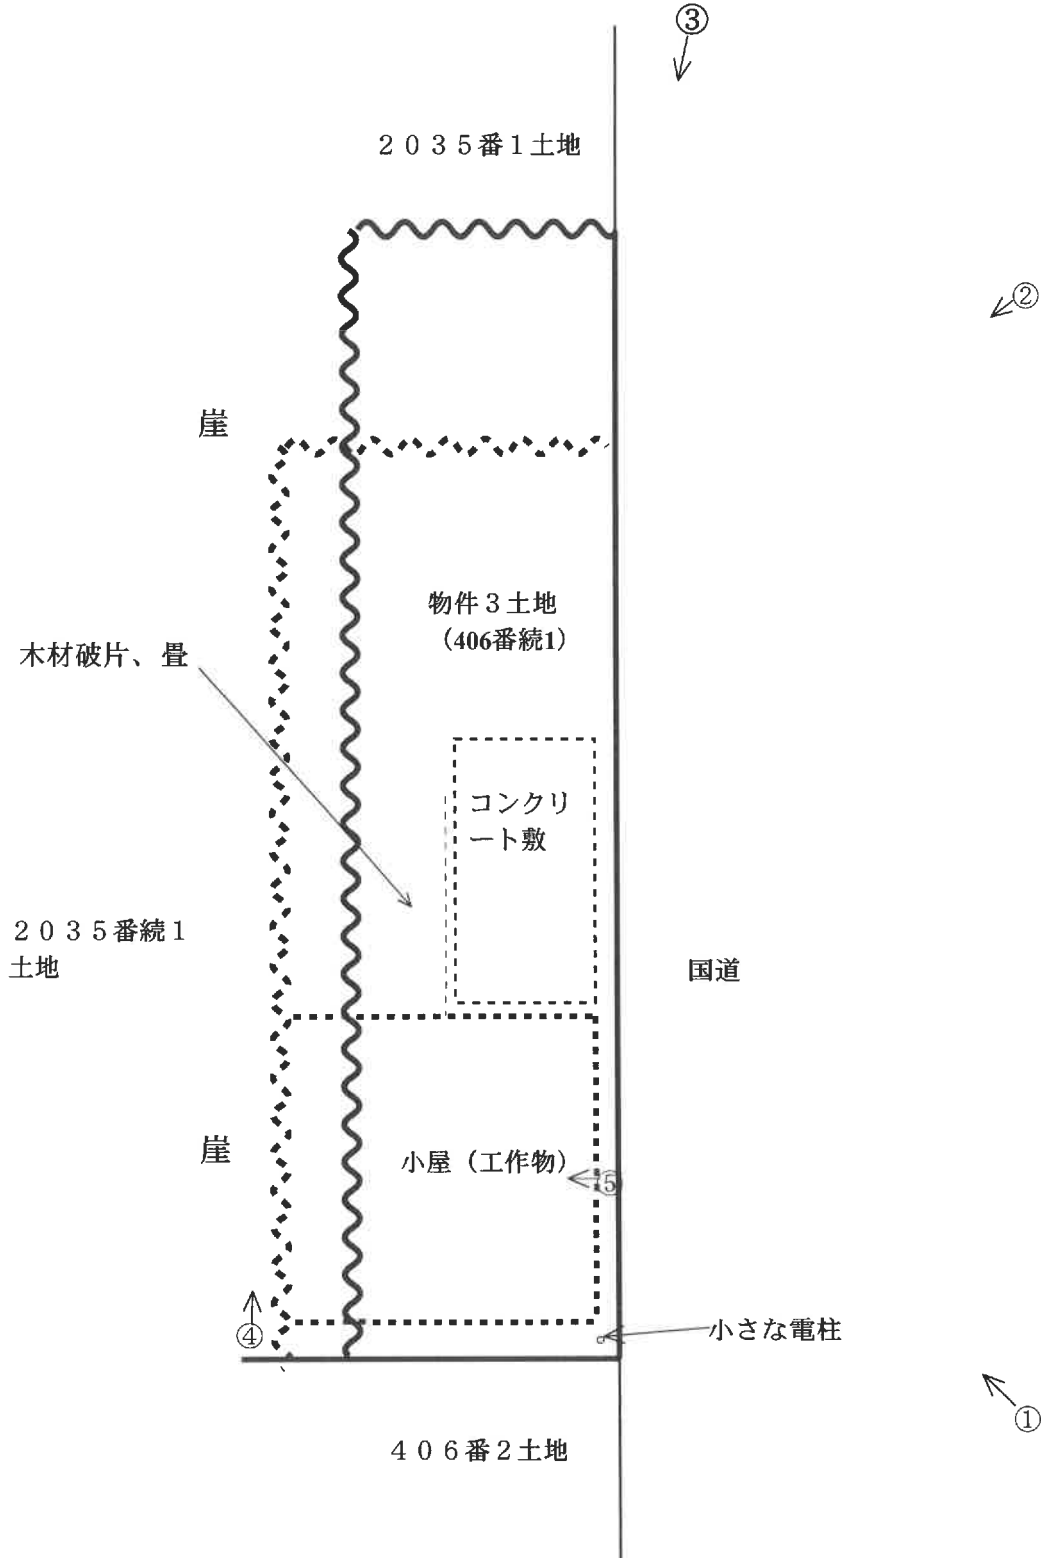 ③
２０３５番１土地
②
崖
物件３土地
（406番続1）
木材破片、畳
コンクリ
ート敷
２０３５番続１
土地
国道
崖
小屋（工作物）
⑤
④
小さな電柱
①
４０６番２土地